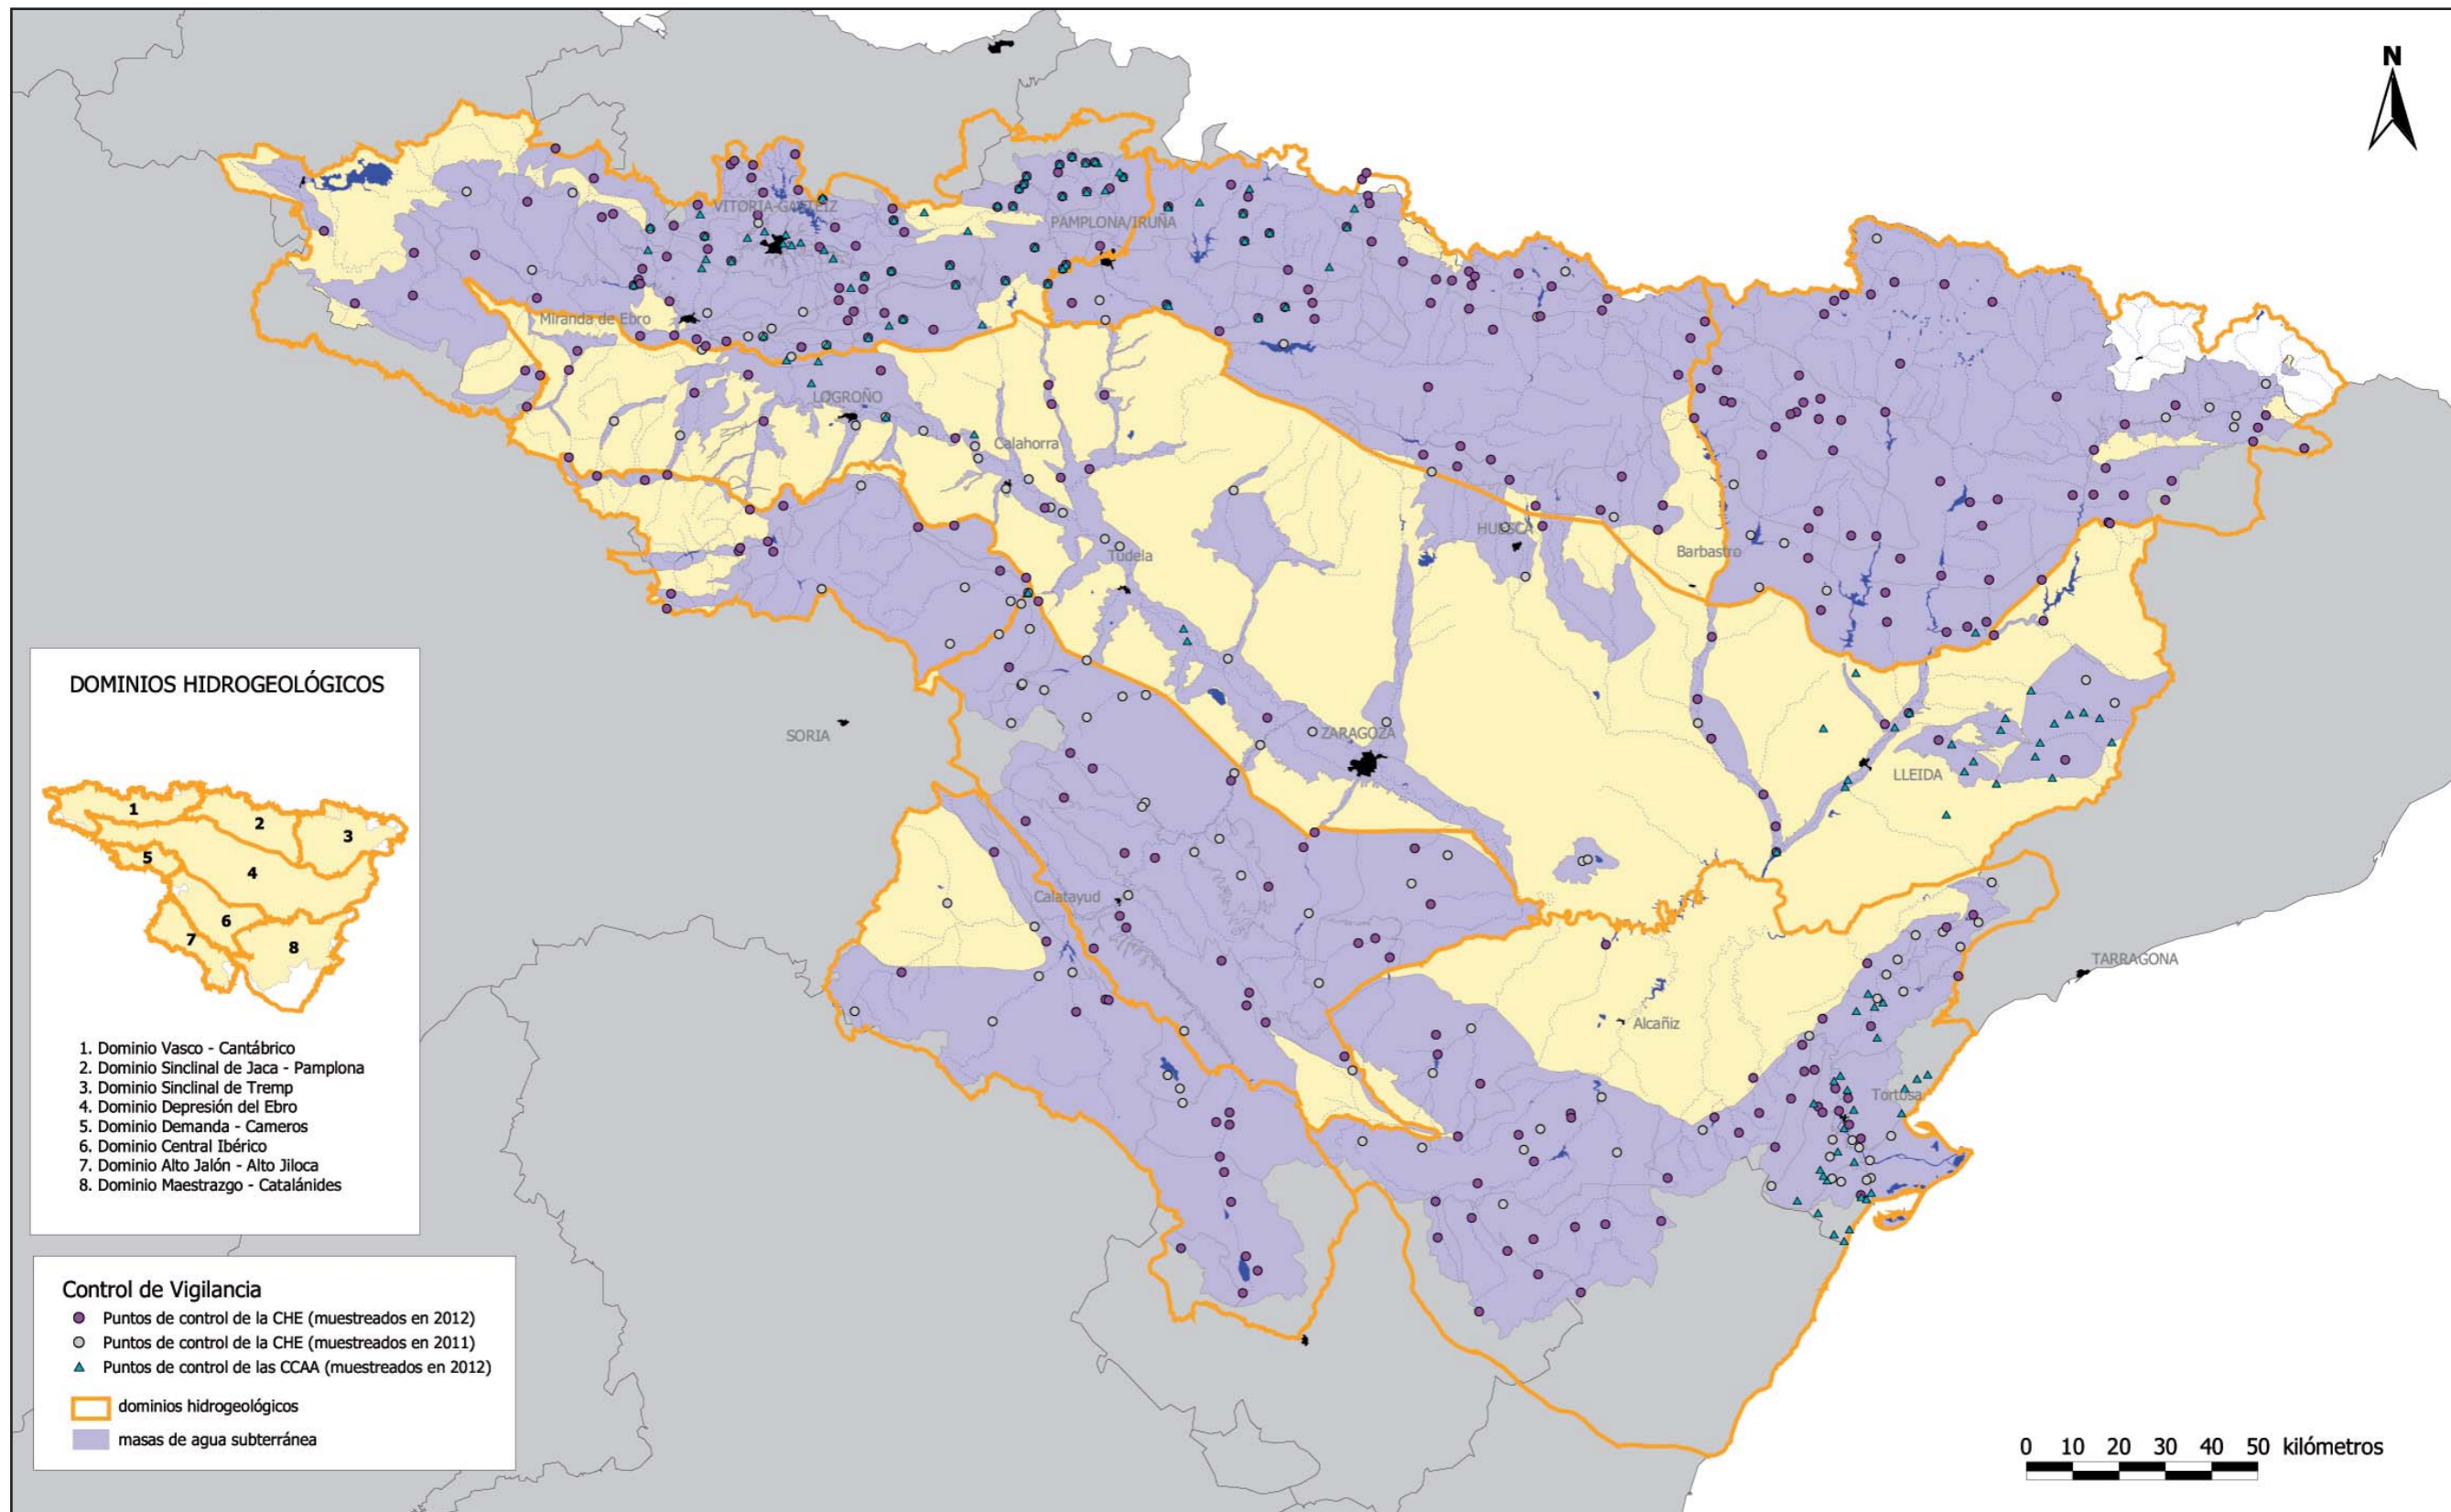 N
VITORIA-GASTEIZ
PAMPLONA/IRUÑA
Miranda de Ebro
LOGROÑO
Calahorra
HUESCA
Tudela
Barbastro
SORIA
ZARAGOZA
LLEIDA
Calatayud
TARRAGONA
Alcañiz
Tortosa
DOMINIOS HIDROGEOLÓGICOS
1
2
3
5
4
6
7
8
1. Dominio Vasco - Cantábrico
2. Dominio Sinclinal de Jaca - Pamplona
3. Dominio Sinclinal de Tremp
4. Dominio Depresión del Ebro
5. Dominio Demanda - Cameros
6. Dominio Central Ibérico
7. Dominio Alto Jalón - Alto Jiloca
8. Dominio Maestrazgo - Catalánides
Control de Vigilancia
Puntos de control de la CHE (muestreados en 2012)
Puntos de control de la CHE (muestreados en 2011)
Puntos de control de las CCAA (muestreados en 2012)
dominios hidrogeológicos
masas de agua subterránea
0 10 20 30 40 50 kilómetros